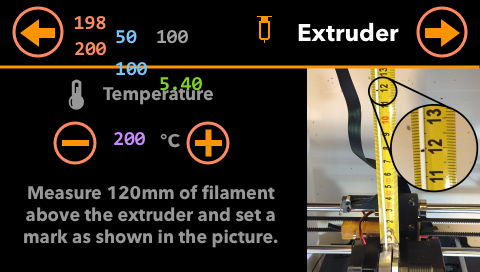 198
200
50
100
100
5.40
Extruder
Temperature
200 °C
Measure 120mm of filament
above the extruder and set a
mark as shown in the picture.
12
10
11 12 13